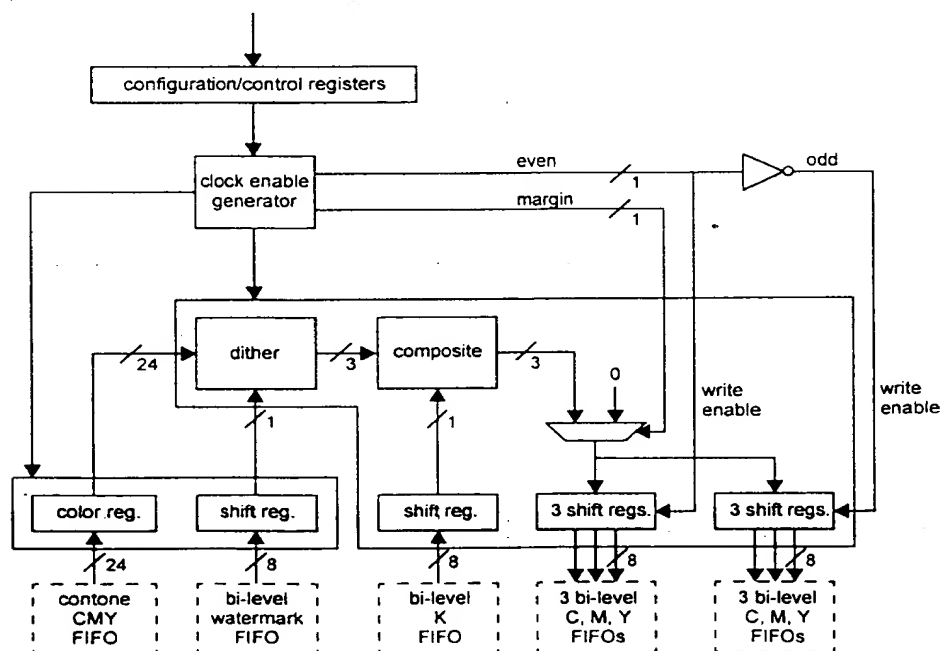 configuration/control registers
clock enable
generator
even
1
odd
margin
1
24
dither
3
composite
3
0
write
enable
write
enable
1
1
color reg.
shift reg.
shift reg.
3 shift regs.
3 shift regs.
24
8
8
8
8
contone
CMY
FIFO
bi-level
watermark
FIFO
bi-level
K
FIFO
3 bi-level
C, M, Y
FIFOs
3 bi-level
C, M, Y
FIFOs